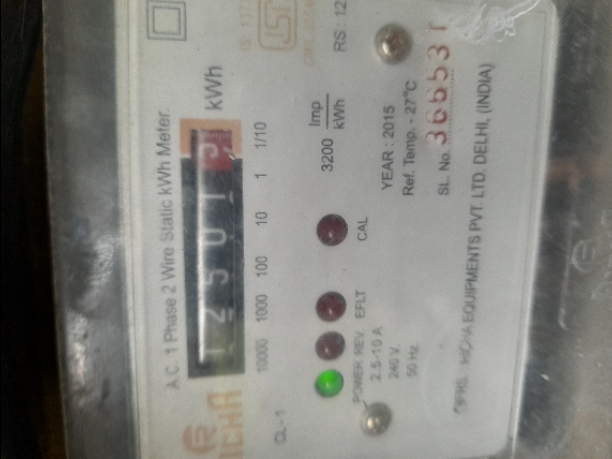 A.C. 1 Phase 2 Wire Static kWh Meter.
12501 kWh
10000 1000 100 10 1 1/10
3200 Imp
kWh
POWER REV. EFLT CAL
CL - 1
2.5-10 A
240 V.
50 Hz.
RS : 12
YEAR : 2015
Ref. Temp. - 27°C
SL. No. 366531
HICHA EQUIPMENTS PVT. LTD. DELHI, (INDIA)